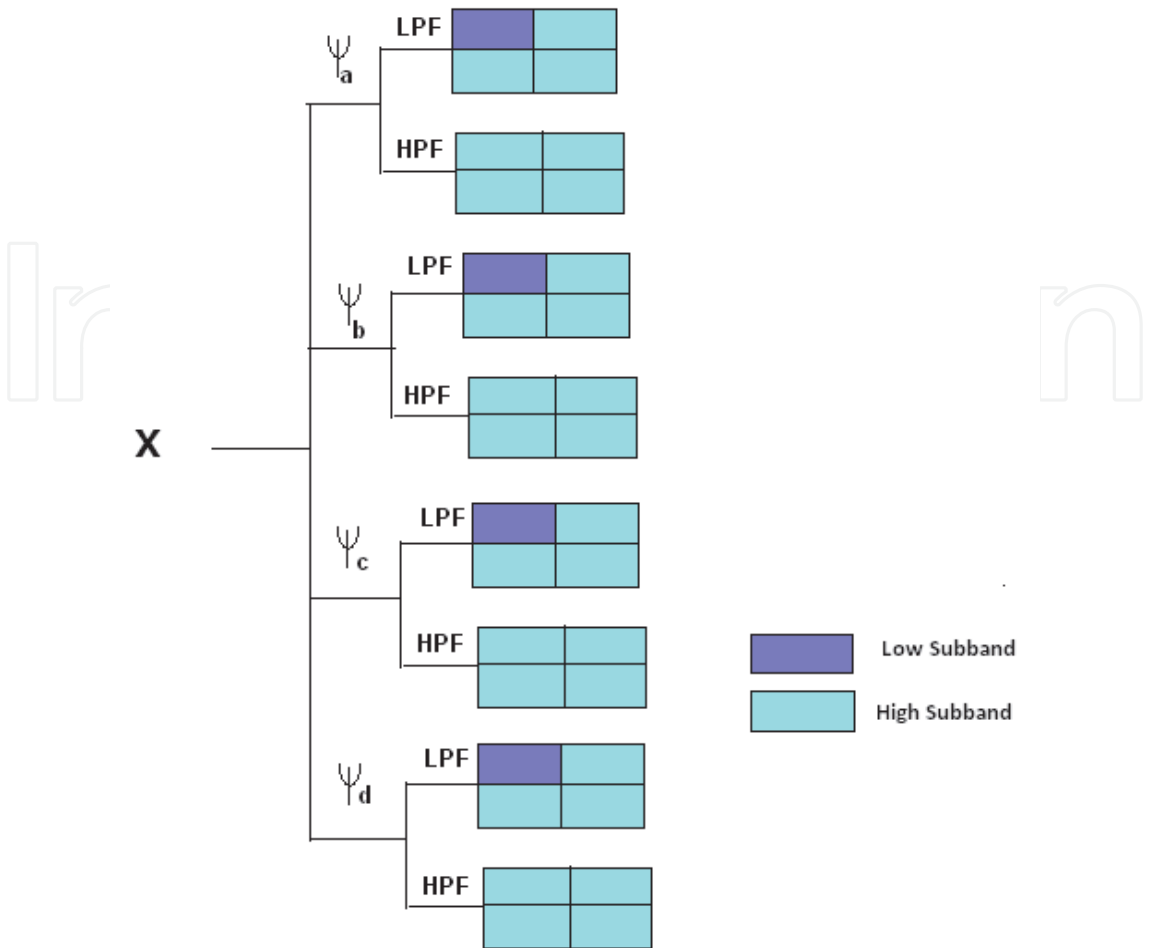 LPF
Ψa
HPF
LPF
Ψb
HPF
X
LPF
Ψc
HPF
Low Subband
High Subband
LPF
Ψd
HPF